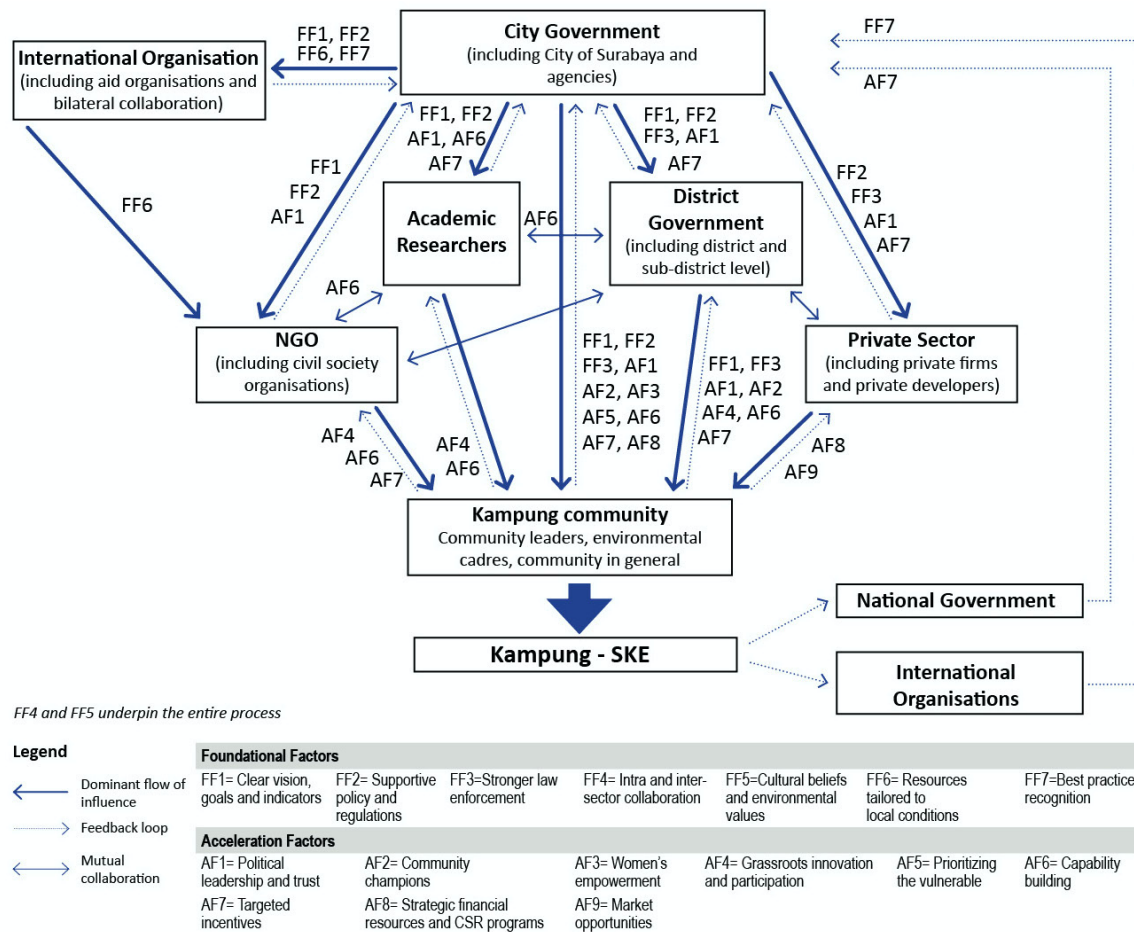 City Government
(including City of Surabaya and
agencies)
International Organisation
(including aid organisations and
bilateral collaboration)
FF1, FF2
FF6, FF7
FF7
AF7
FF1, FF2
AF1, AF6
AF7
FF1, FF2
FF3, AF1
AF7
FF1
FF2
AF1
FF6
FF2
FF3
AF1
AF7
Academic
Researchers
AF6
District
Government
(including district and
sub-district level)
AF6
NGO
(including civil society
organisations)
Private Sector
(including private firms
and private developers)
FF1, FF2
FF3, AF1
AF2, AF3
AF5, AF6
AF7, AF8
FF1, FF3
AF1, AF2
AF4, AF6
AF7
AF4
AF6
AF7
AF4
AF6
AF8
AF9
Kampung community
Community leaders, environmental
cadres, community in general
National Government
Kampung - SKE
International
Organisations
FF4 and FF5 underpin the entire process
Legend
Dominant flow of
influence
Feedback loop
Mutual
collaboration
Foundational Factors
FF1= Clear vision,
goals and indicators
FF2= Supportive
policy and
regulations
FF3=Stronger law
enforcement
FF4= Intra and inter-
sector collaboration
FF5=Cultural beliefs
and environmental
values
FF6= Resources
tailored to
local conditions
FF7=Best practice
recognition
Acceleration Factors
AF1= Political
leadership and trust
AF2= Community
champions
AF3= Women's
empowerment
AF4= Grassroots innovation
and participation
AF5= Prioritizing
the vulnerable
AF6= Capability
building
AF7= Targeted
incentives
AF8= Strategic financial
resources and CSR programs
AF9= Market
opportunities